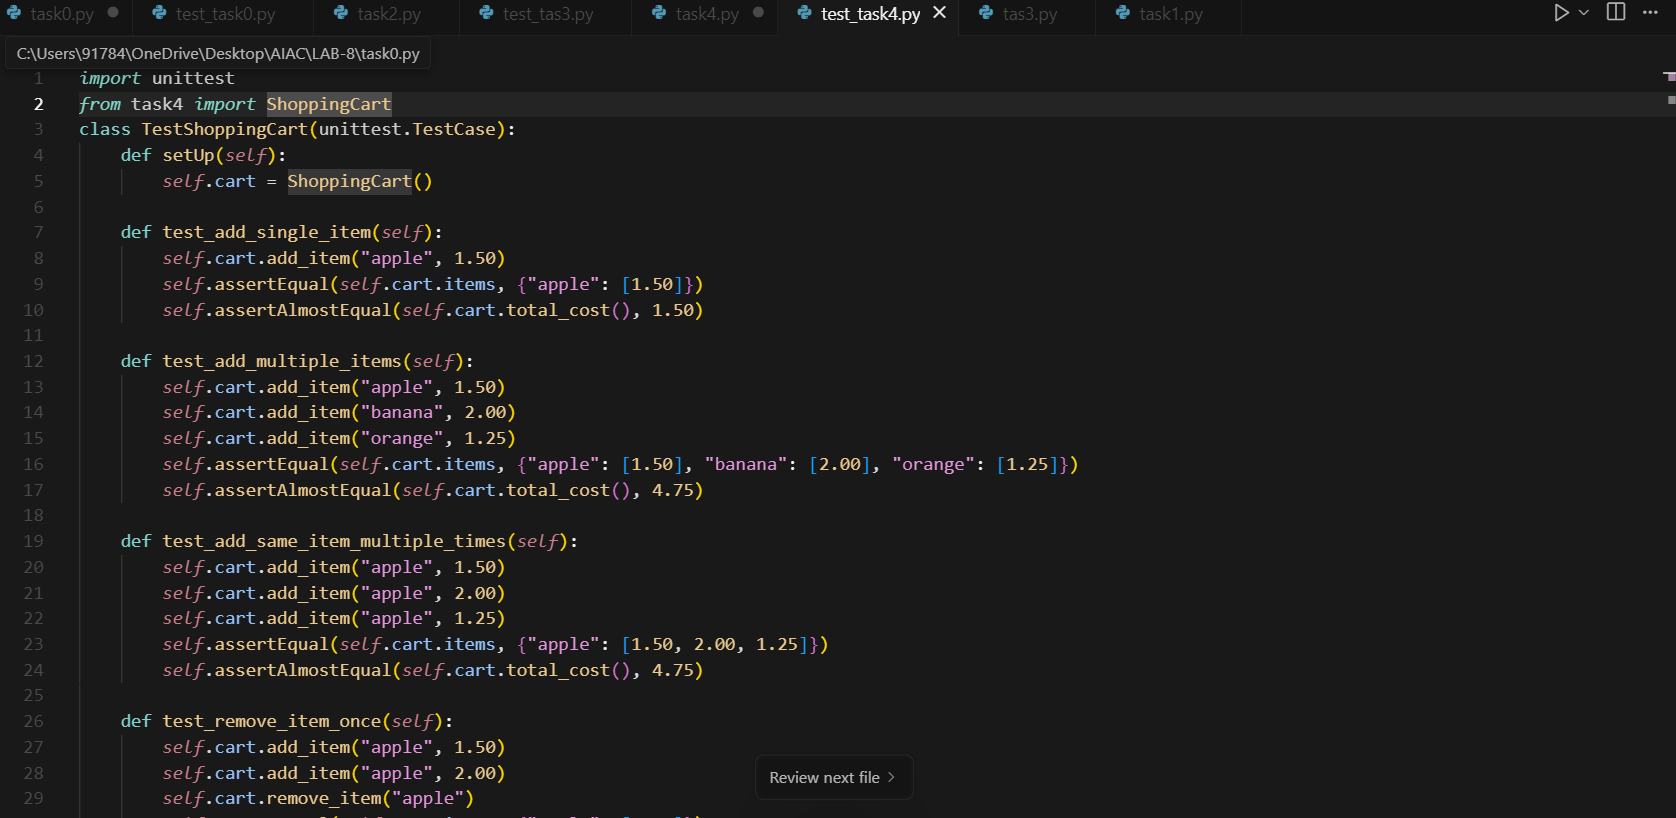 task0.py test_task0.py task2.py test_tas3.py task4.py test_task4.py tas3.py task1.py
C:\Users\91784\OneDrive\Desktop\AIAC\LAB-8\task0.py
1 import unittest
2 from task4 import ShoppingCart
3 class TestShoppingCart(unittest.TestCase):
4     def setUp(self):
5         self.cart = ShoppingCart()
6
7     def test_add_single_item(self):
8         self.cart.add_item("apple", 1.50)
9         self.assertEqual(self.cart.items, {"apple": [1.50]})
10         self.assertAlmostEqual(self.cart.total_cost(), 1.50)
11
12     def test_add_multiple_items(self):
13         self.cart.add_item("apple", 1.50)
14         self.cart.add_item("banana", 2.00)
15         self.cart.add_item("orange", 1.25)
16         self.assertEqual(self.cart.items, {"apple": [1.50], "banana": [2.00], "orange": [1.25]})
17         self.assertAlmostEqual(self.cart.total_cost(), 4.75)
18
19     def test_add_same_item_multiple_times(self):
20         self.cart.add_item("apple", 1.50)
21         self.cart.add_item("apple", 2.00)
22         self.cart.add_item("apple", 1.25)
23         self.assertEqual(self.cart.items, {"apple": [1.50, 2.00, 1.25]})
24         self.assertAlmostEqual(self.cart.total_cost(), 4.75)
25
26     def test_remove_item_once(self):
27         self.cart.add_item("apple", 1.50)
28         self.cart.add_item("apple", 2.00)
29         self.cart.remove_item("apple")
Review next file